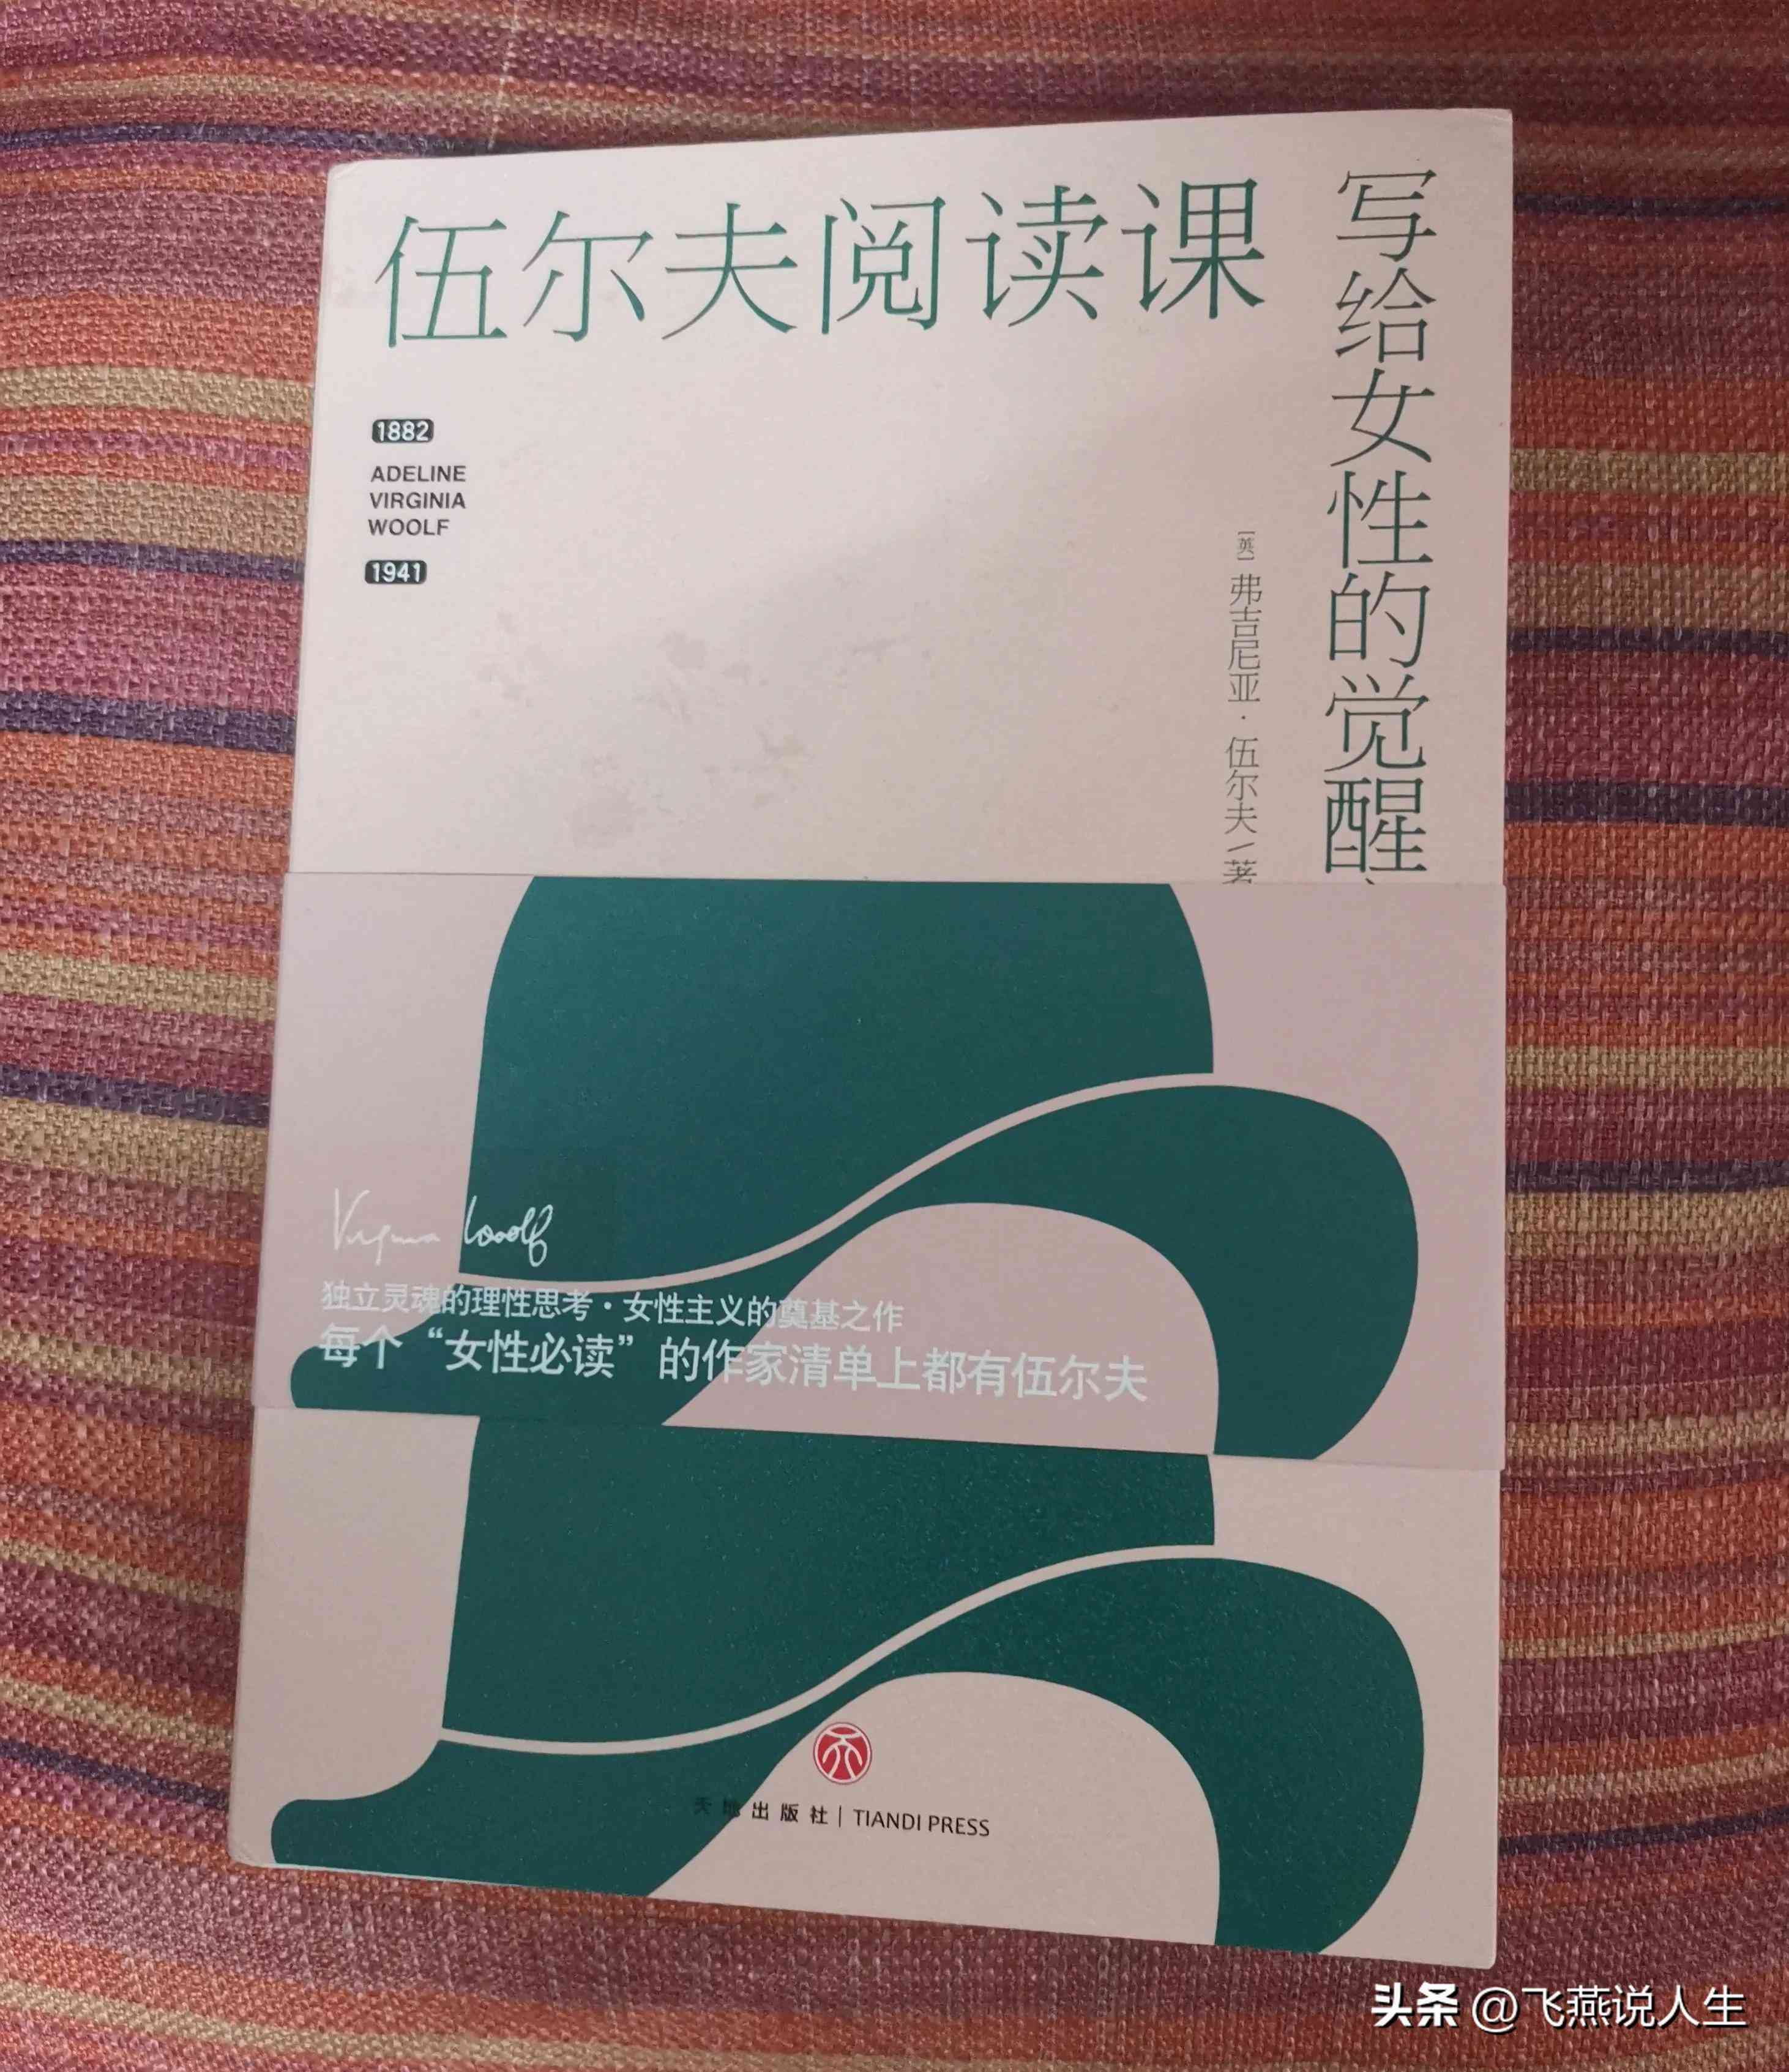 伍尔夫阅读课
写给女性的觉醒
1882
ADELINE
VIRGINIA
WOOLF
1941
[英] 弗吉尼亚·伍尔夫/著
Virginia Woolf
独立灵魂的理性思考·女性主义的奠基之作
每个“女性必读”的作家清单上都有伍尔夫
天地出版社 | TIANDI PRESS
头条 @飞燕说人生